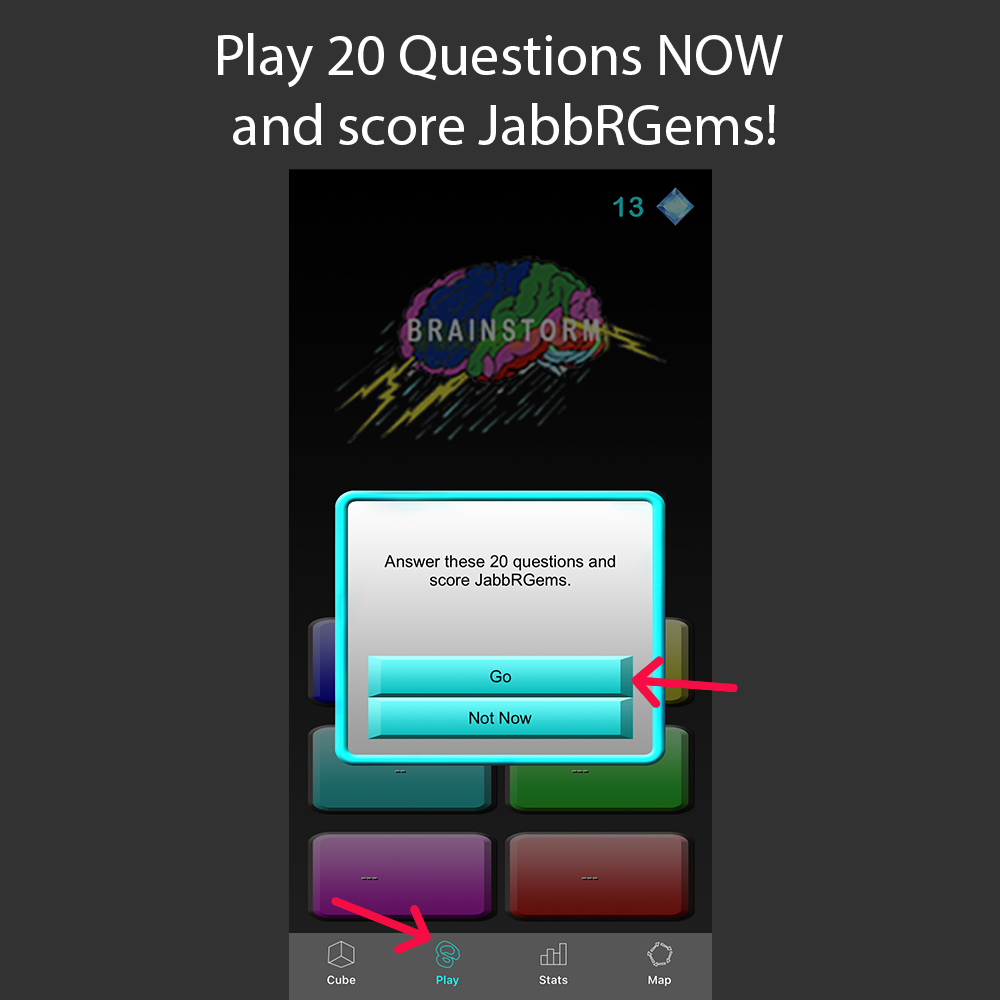 Play 20 Questions NOW
and score JabbRGems!
13
BRAINSTORM
Answer these 20 questions and
score JabbRGems.
Go
Not Now
--
---
---
---
Cube
Play
Stats
Map